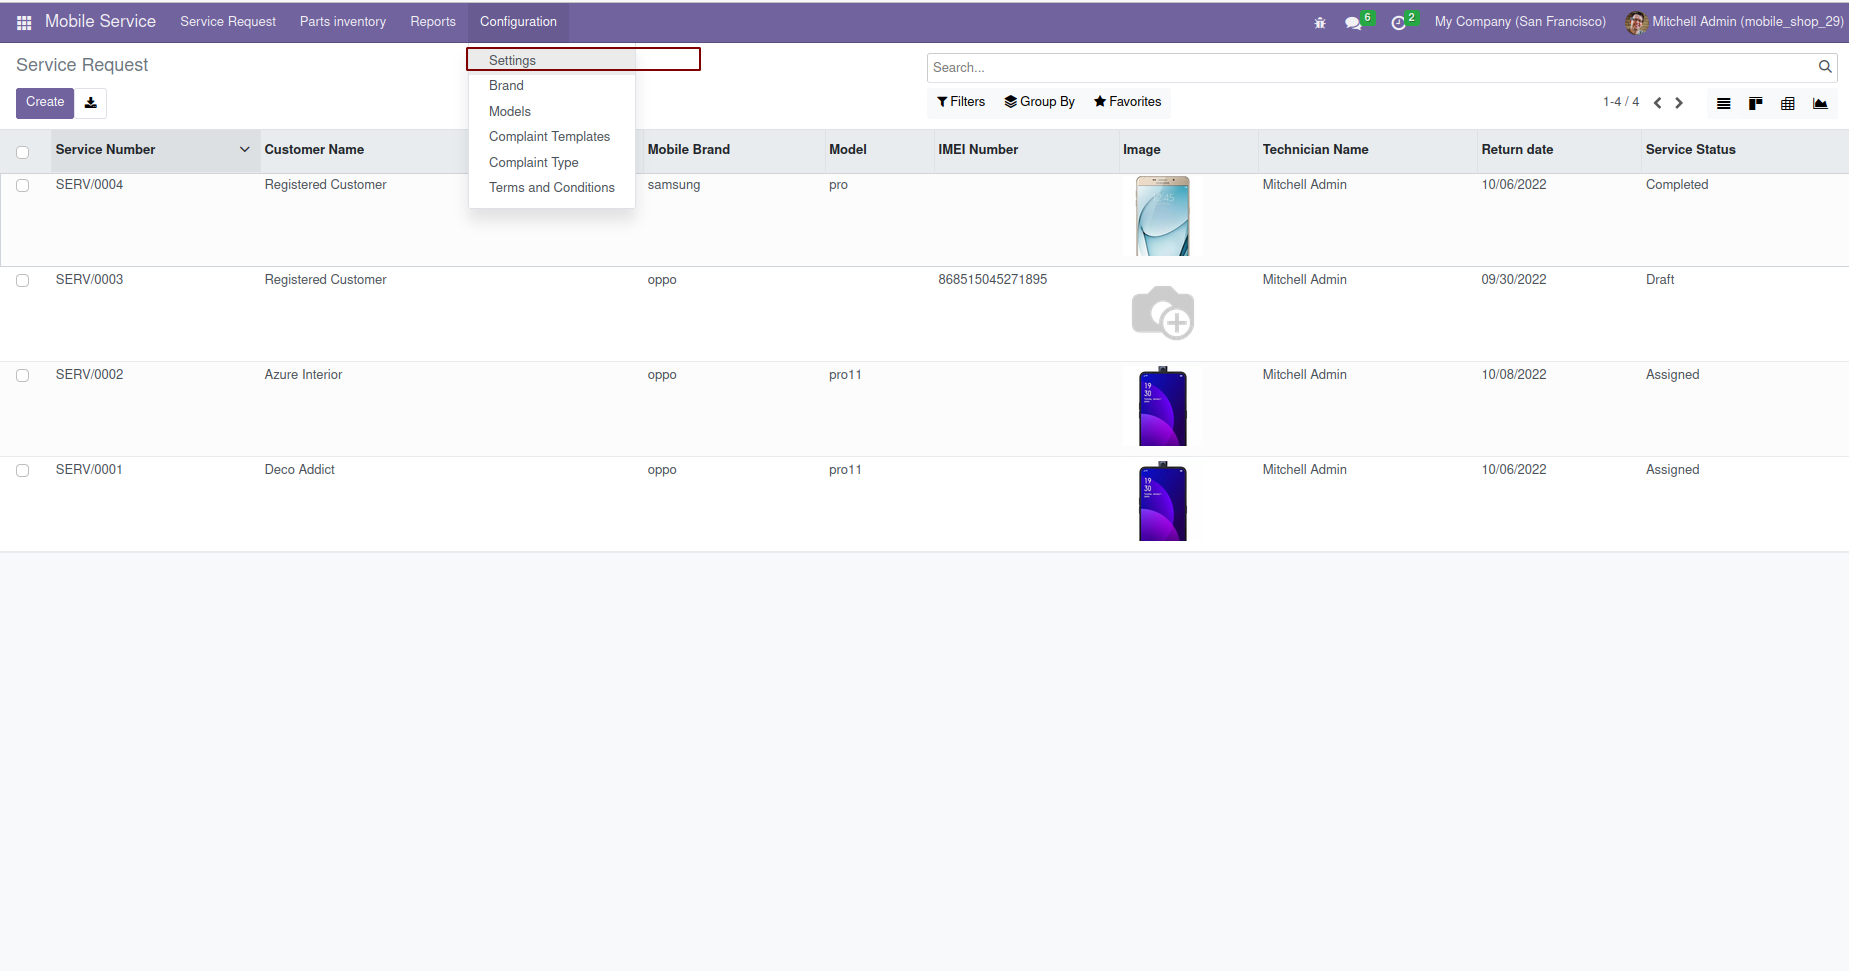 Mobile Service Service Request Parts inventory Reports Configuration 6 2 My Company (San Francisco) Mitchell Admin (mobile_shop_29)
Service Request
Search...
Create
Filters Group By Favorites 1-4 / 4
Settings
Brand
Models
Complaint Templates
Complaint Type
Terms and Conditions
Service Number Customer Name Mobile Brand Model IMEI Number Image Technician Name Return date Service Status
SERV/0004 Registered Customer samsung pro Mitchell Admin 10/06/2022 Completed
SERV/0003 Registered Customer oppo 868515045271895 Mitchell Admin 09/30/2022 Draft
SERV/0002 Azure Interior oppo pro11 Mitchell Admin 10/08/2022 Assigned
19
30
SERV/0001 Deco Addict oppo pro11 Mitchell Admin 10/06/2022 Assigned
19
30